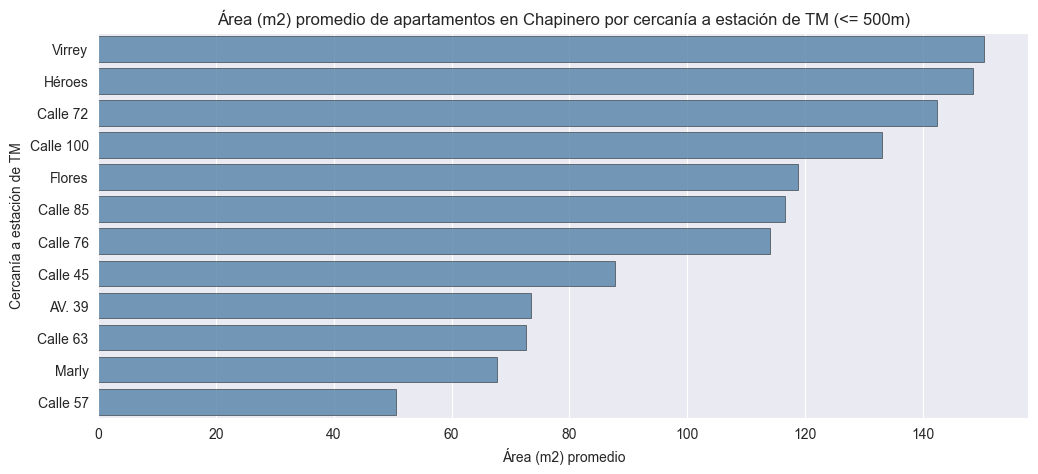 Área (m2) promedio de apartamentos en Chapinero por cercanía a estación de TM (<= 500m)
Cercanía a estación de TM
Virrey
Héroes
Calle 72
Calle 100
Flores
Calle 85
Calle 76
Calle 45
AV. 39
Calle 63
Marly
Calle 57
0 20 40 60 80 100 120 140
Área (m2) promedio